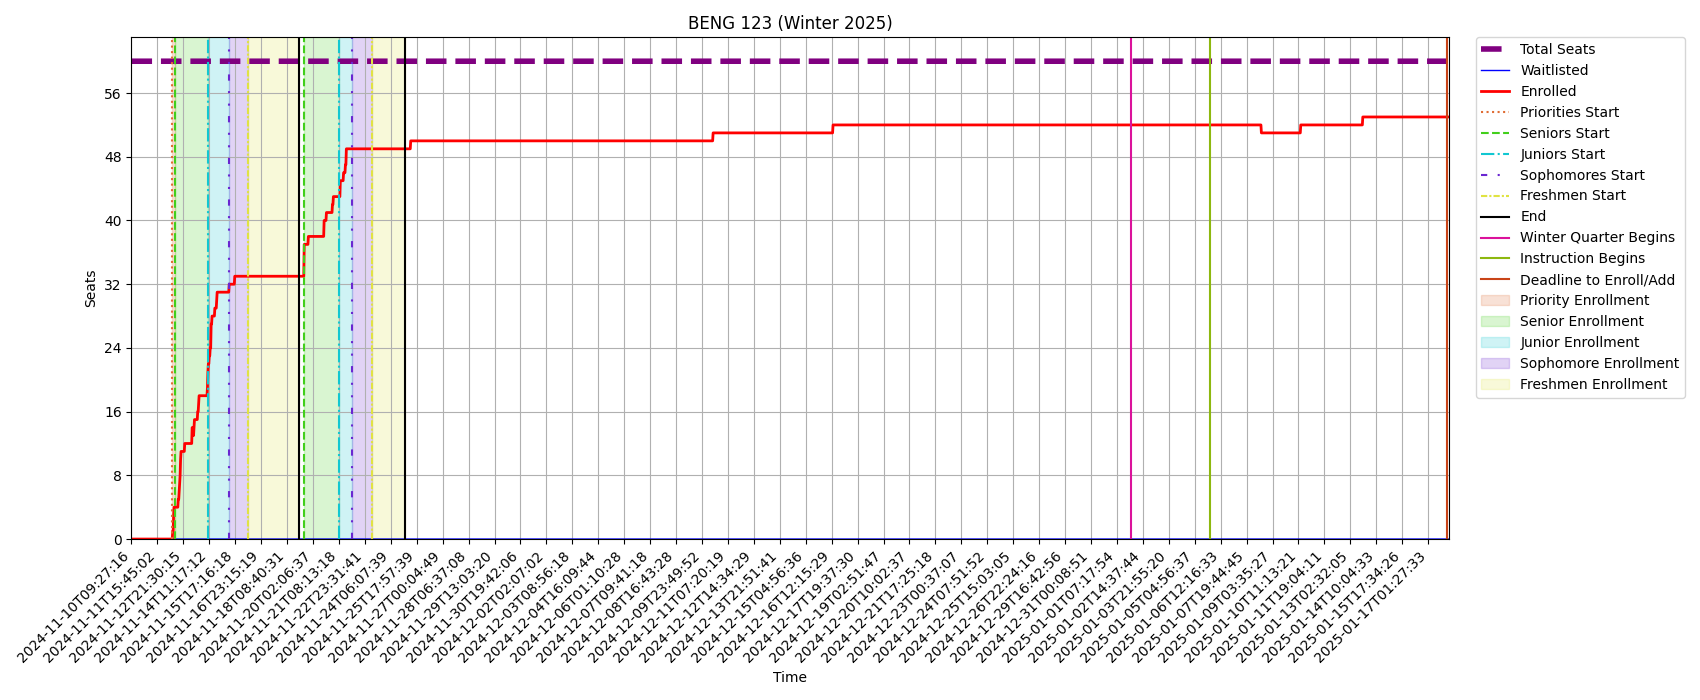 BENG 123 (Winter 2025)
Total Seats
Waitlisted
Enrolled
Priorities Start
Seniors Start
Juniors Start
Sophomores Start
Freshmen Start
End
Winter Quarter Begins
Instruction Begins
Deadline to Enroll/Add
Priority Enrollment
Senior Enrollment
Junior Enrollment
Sophomore Enrollment
Freshmen Enrollment
Seats
56
48
40
32
24
16
8
0
2024-11-10T09:27:16
2024-11-11T15:45:02
2024-11-12T21:30:15
2024-11-14T11:17:12
2024-11-15T17:16:18
2024-11-16T23:15:19
2024-11-18T08:40:31
2024-11-20T02:06:37
2024-11-21T08:13:18
2024-11-22T23:31:41
2024-11-24T06:07:39
2024-11-25T17:57:39
2024-11-27T00:04:49
2024-11-28T06:37:08
2024-11-29T13:03:20
2024-11-30T19:42:06
2024-12-02T02:07:02
2024-12-03T08:56:18
2024-12-04T16:09:44
2024-12-06T01:10:28
2024-12-07T09:41:18
2024-12-08T16:43:28
2024-12-09T23:49:52
2024-12-11T07:20:19
2024-12-12T14:34:29
2024-12-13T21:51:41
2024-12-15T04:56:36
2024-12-16T12:15:29
2024-12-17T19:37:30
2024-12-19T02:51:47
2024-12-20T10:02:37
2024-12-21T17:25:18
2024-12-23T00:37:07
2024-12-24T07:51:52
2024-12-25T15:03:05
2024-12-26T22:24:16
2024-12-29T16:42:56
2024-12-31T00:08:51
2025-01-01T07:17:54
2025-01-02T14:37:44
2025-01-03T21:55:20
2025-01-05T04:56:37
2025-01-06T12:16:33
2025-01-07T19:44:45
2025-01-09T03:35:27
2025-01-10T11:13:21
2025-01-11T19:04:11
2025-01-13T02:32:05
2025-01-14T10:04:33
2025-01-15T17:34:26
2025-01-17T01:27:33
Time